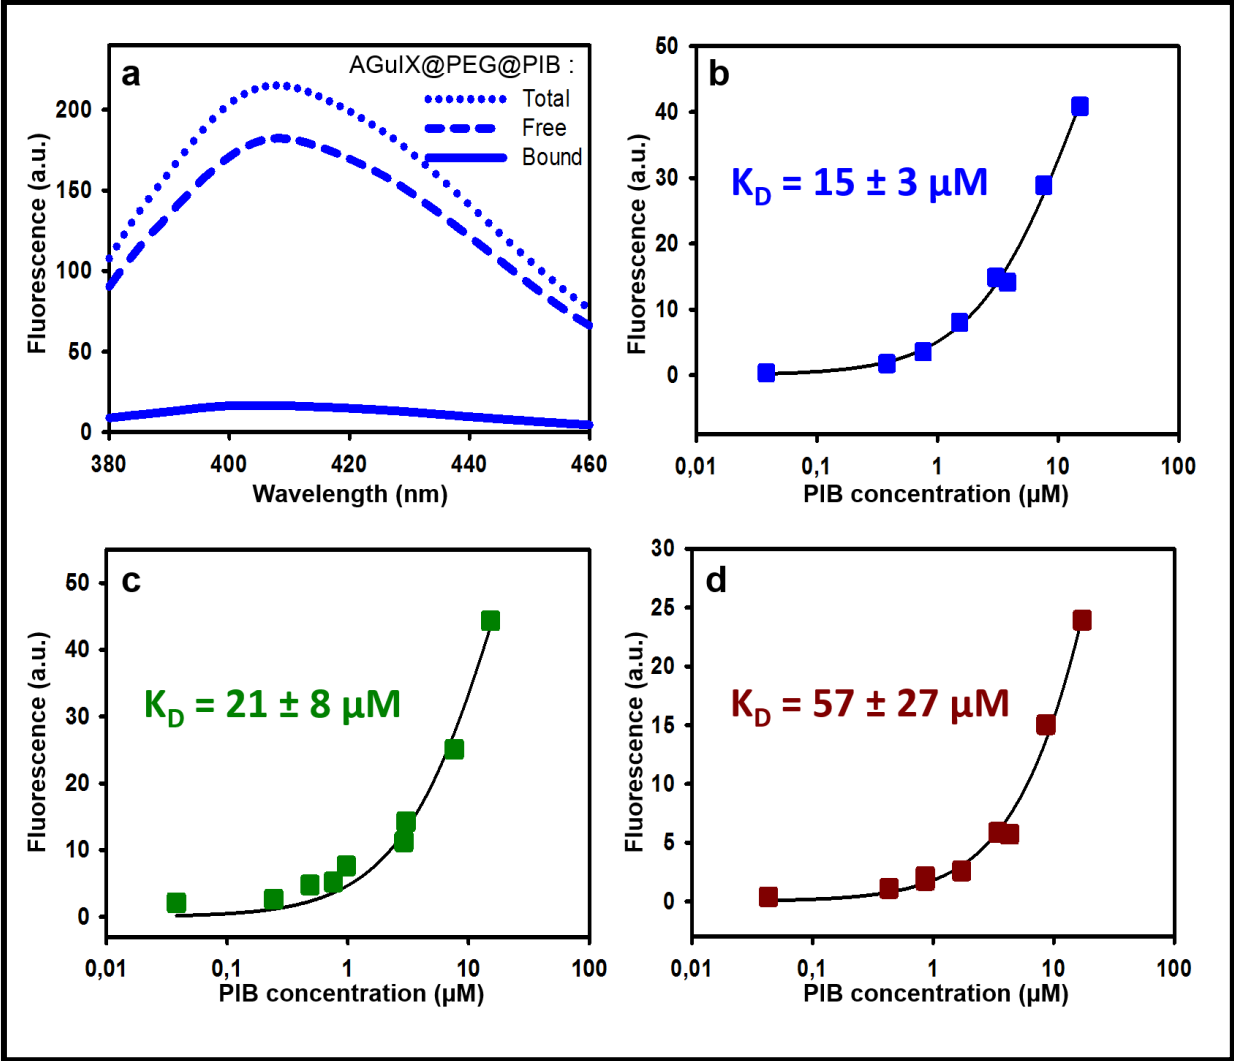 a
AGuIX@PEG@PIB :
Total
Free
Bound
200
150
100
50
0
380 400 420 440 460
Wavelength (nm)
Fluorescence (a.u.)
b
K_D = 15 ± 3 µM
50
40
30
20
10
0
0,01 0,1 1 10 100
PIB concentration (µM)
Fluorescence (a.u.)
c
K_D = 21 ± 8 µM
50
40
30
20
10
0
0,01 0,1 1 10 100
PIB concentration (µM)
Fluorescence (a.u.)
d
K_D = 57 ± 27 µM
30
25
20
15
10
5
0
0,01 0,1 1 10 100
PIB concentration (µM)
Fluorescence (a.u.)